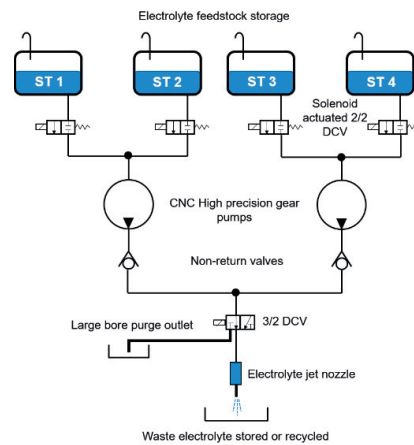 Electrolyte feedstock storage
ST 1
ST 2
ST 3
ST 4
Solenoid
actuated 2/2
DCV
CNC High precision gear
pumps
Non-return valves
3/2 DCV
Large bore purge outlet
Electrolyte jet nozzle
Waste electrolyte stored or recycled